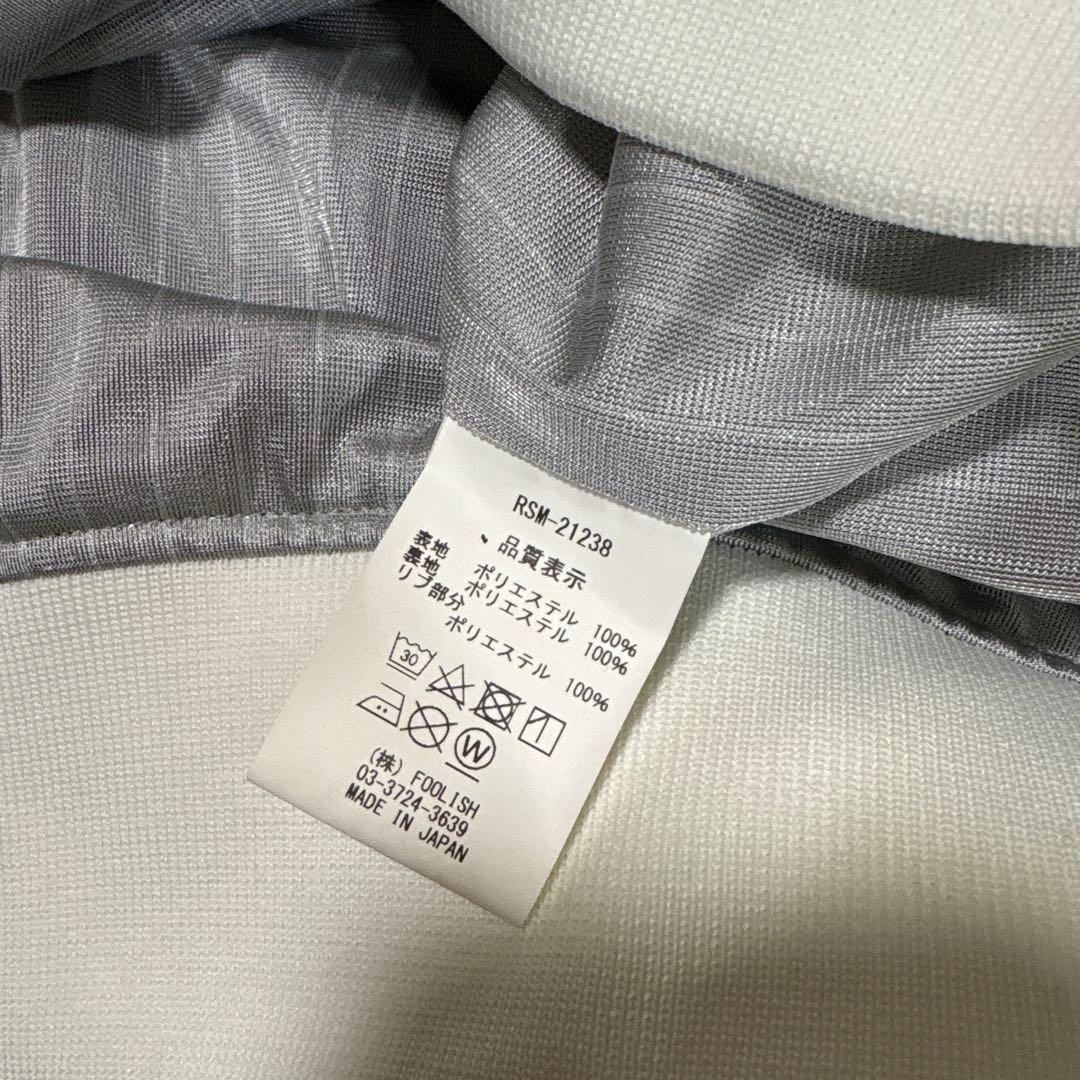 RSM-21238
品質表示
表地 ポリエステル 100%
裏地 ポリエステル 100%
リブ部分
ポリエステル 100%
30
W
(株) FOOLISH
03-3724-3639
MADE IN JAPAN